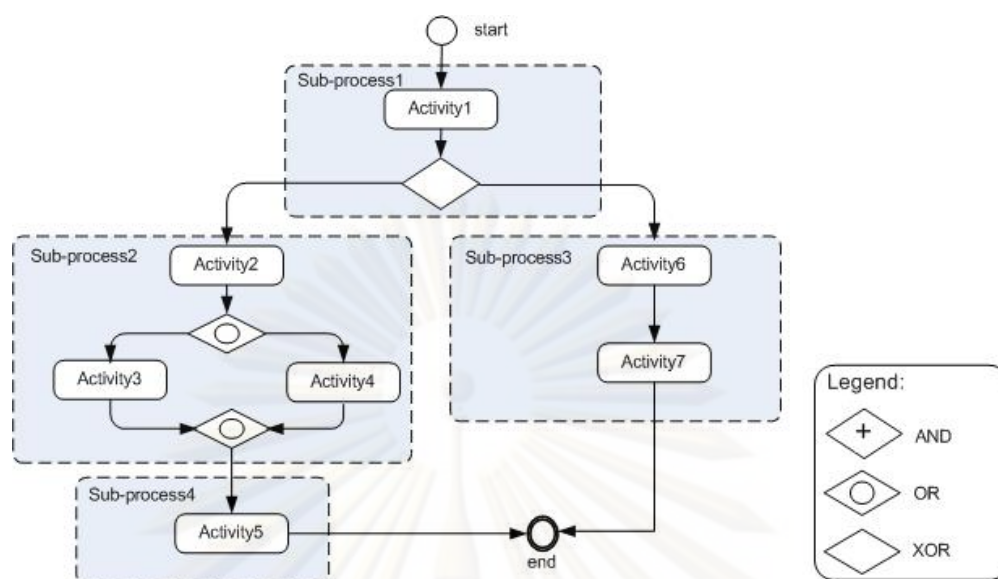 start
Sub-process1
Activity1
Sub-process2
Activity2
Activity3
Activity4
Sub-process3
Activity6
Activity7
Sub-process4
Activity5
end
Legend:
+ AND
OR
XOR